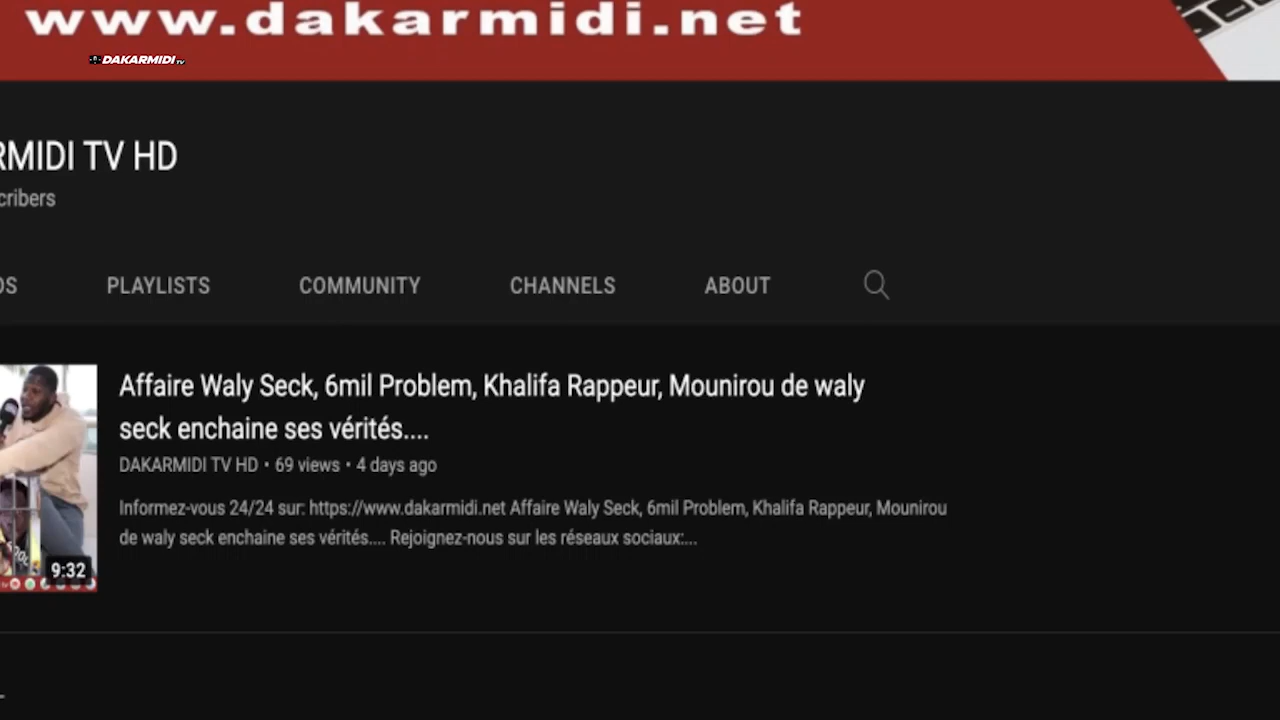 www.dakarmidi.net
DAKARMIDI TV
RMIDI TV HD
cribers
OS PLAYLISTS COMMUNITY CHANNELS ABOUT
Affaire Waly Seck, 6mil Problem, Khalifa Rappeur, Mounirou de waly
seck enchaine ses vérités....
DAKARMIDI TV HD • 69 views • 4 days ago
Informez-vous 24/24 sur: https://www.dakarmidi.net Affaire Waly Seck, 6mil Problem, Khalifa Rappeur, Mounirou
de waly seck enchaine ses vérités.... Rejoignez-nous sur les réseaux sociaux:...
9:32